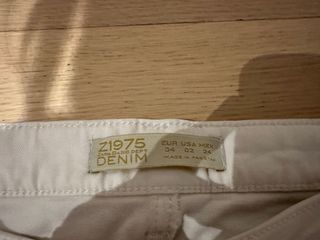 Z1975
DENIM
EUR USA MEX
34 02 24
MADE IN